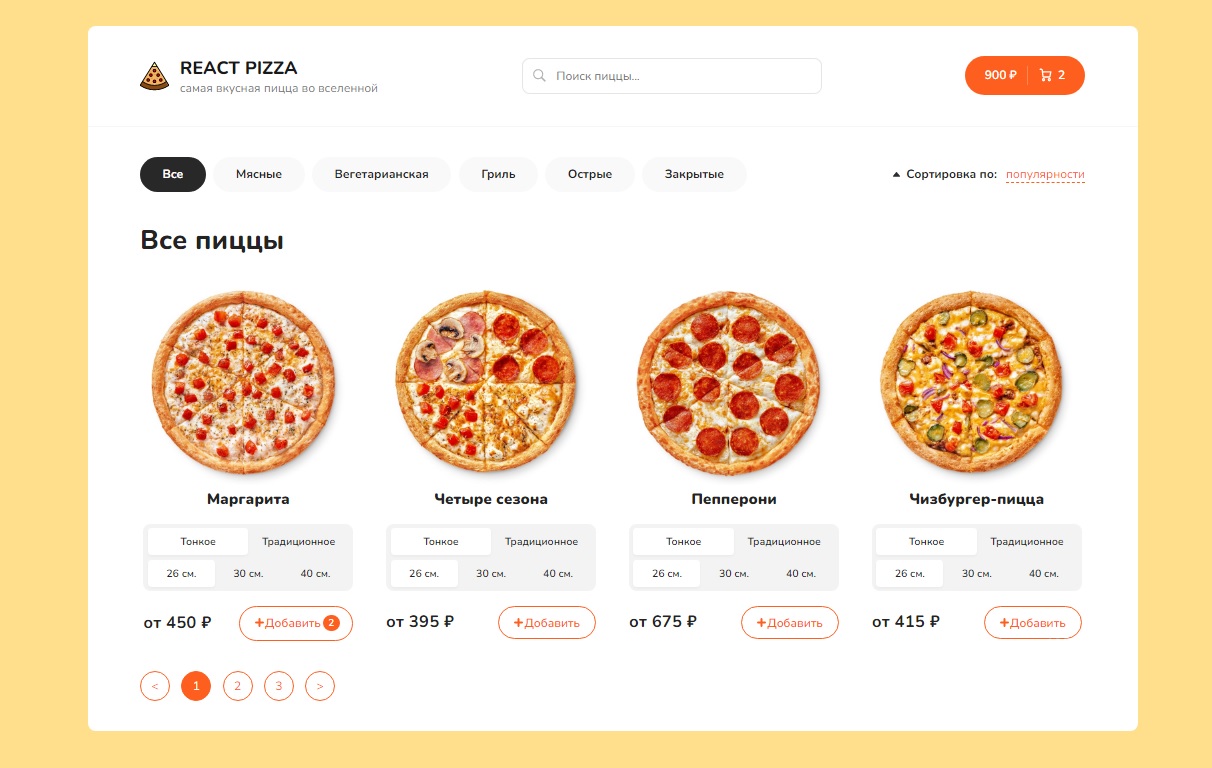 REACT PIZZA
самая вкусная пицца во вселенной
Поиск пиццы...
900 ₽ 2
Все Мясные Вегетарианская Гриль Острые Закрытые Сортировка по: популярности
Все пиццы
Маргарита Четыре сезона Пепперони Чизбургер-пицца
Тонкое Традиционное Тонкое Традиционное Тонкое Традиционное Тонкое Традиционное
26 см. 30 см. 40 см. 26 см. 30 см. 40 см. 26 см. 30 см. 40 см. 26 см. 30 см. 40 см.
от 450 ₽ +Добавить 2 от 395 ₽ +Добавить от 675 ₽ +Добавить от 415 ₽ +Добавить
< 1 2 3 >